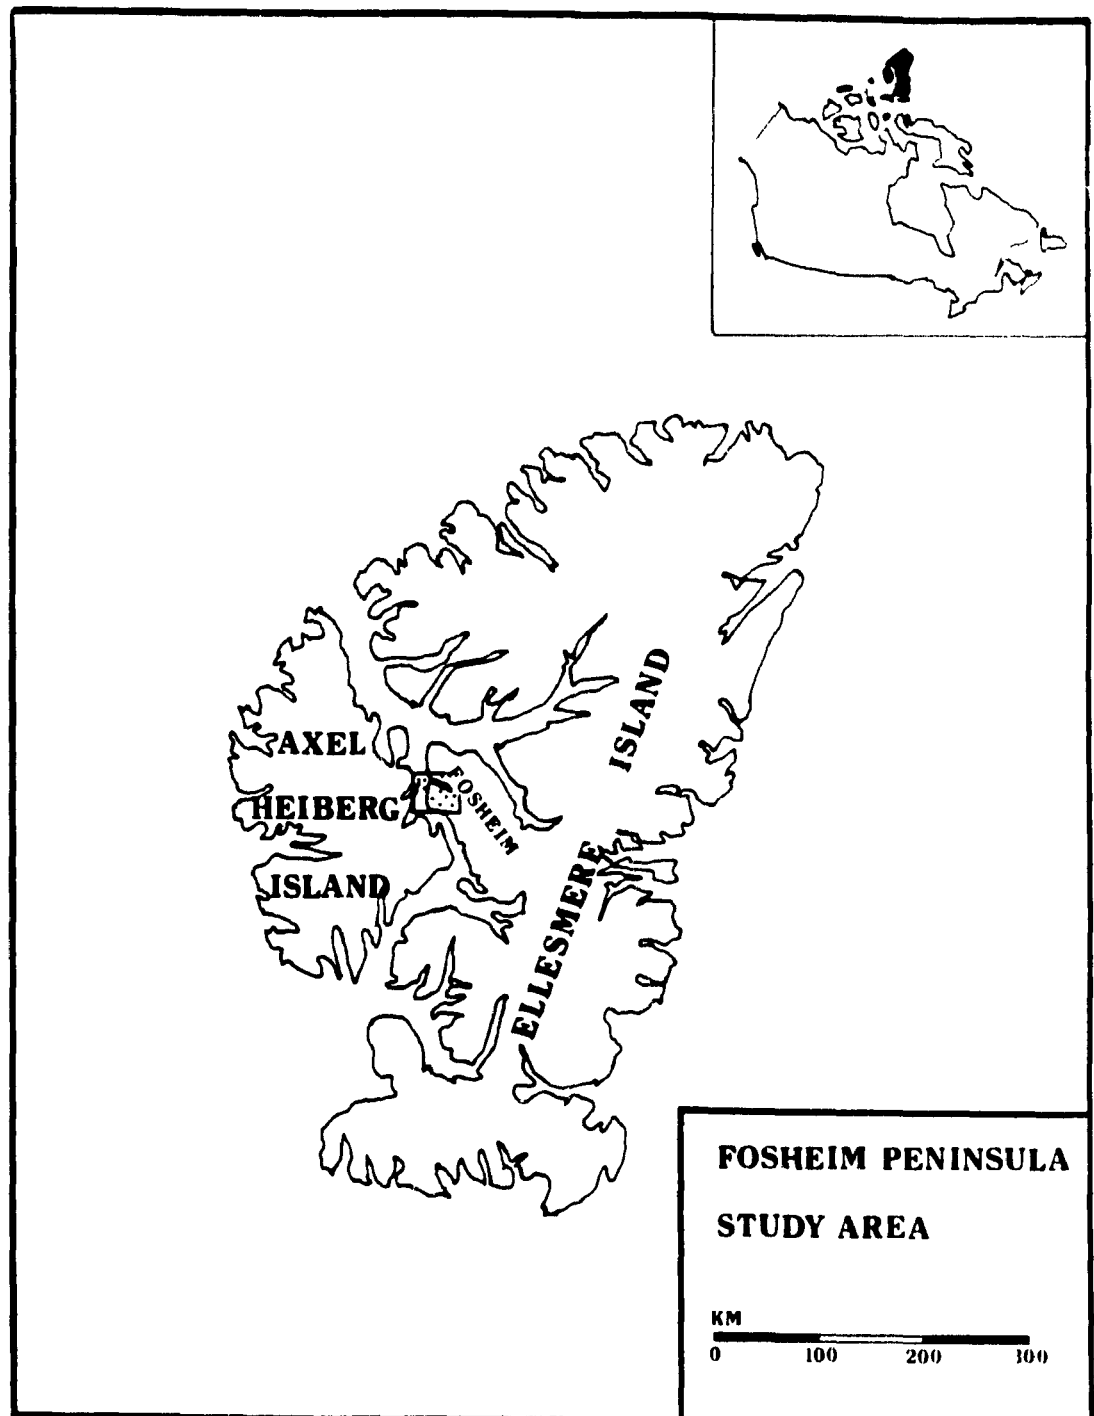 AXEL
HEIBERG
ISLAND
FOSHEIM
ELLESMERE ISLAND
FOSHEIM PENINSULA
STUDY AREA
KM
0 100 200 300